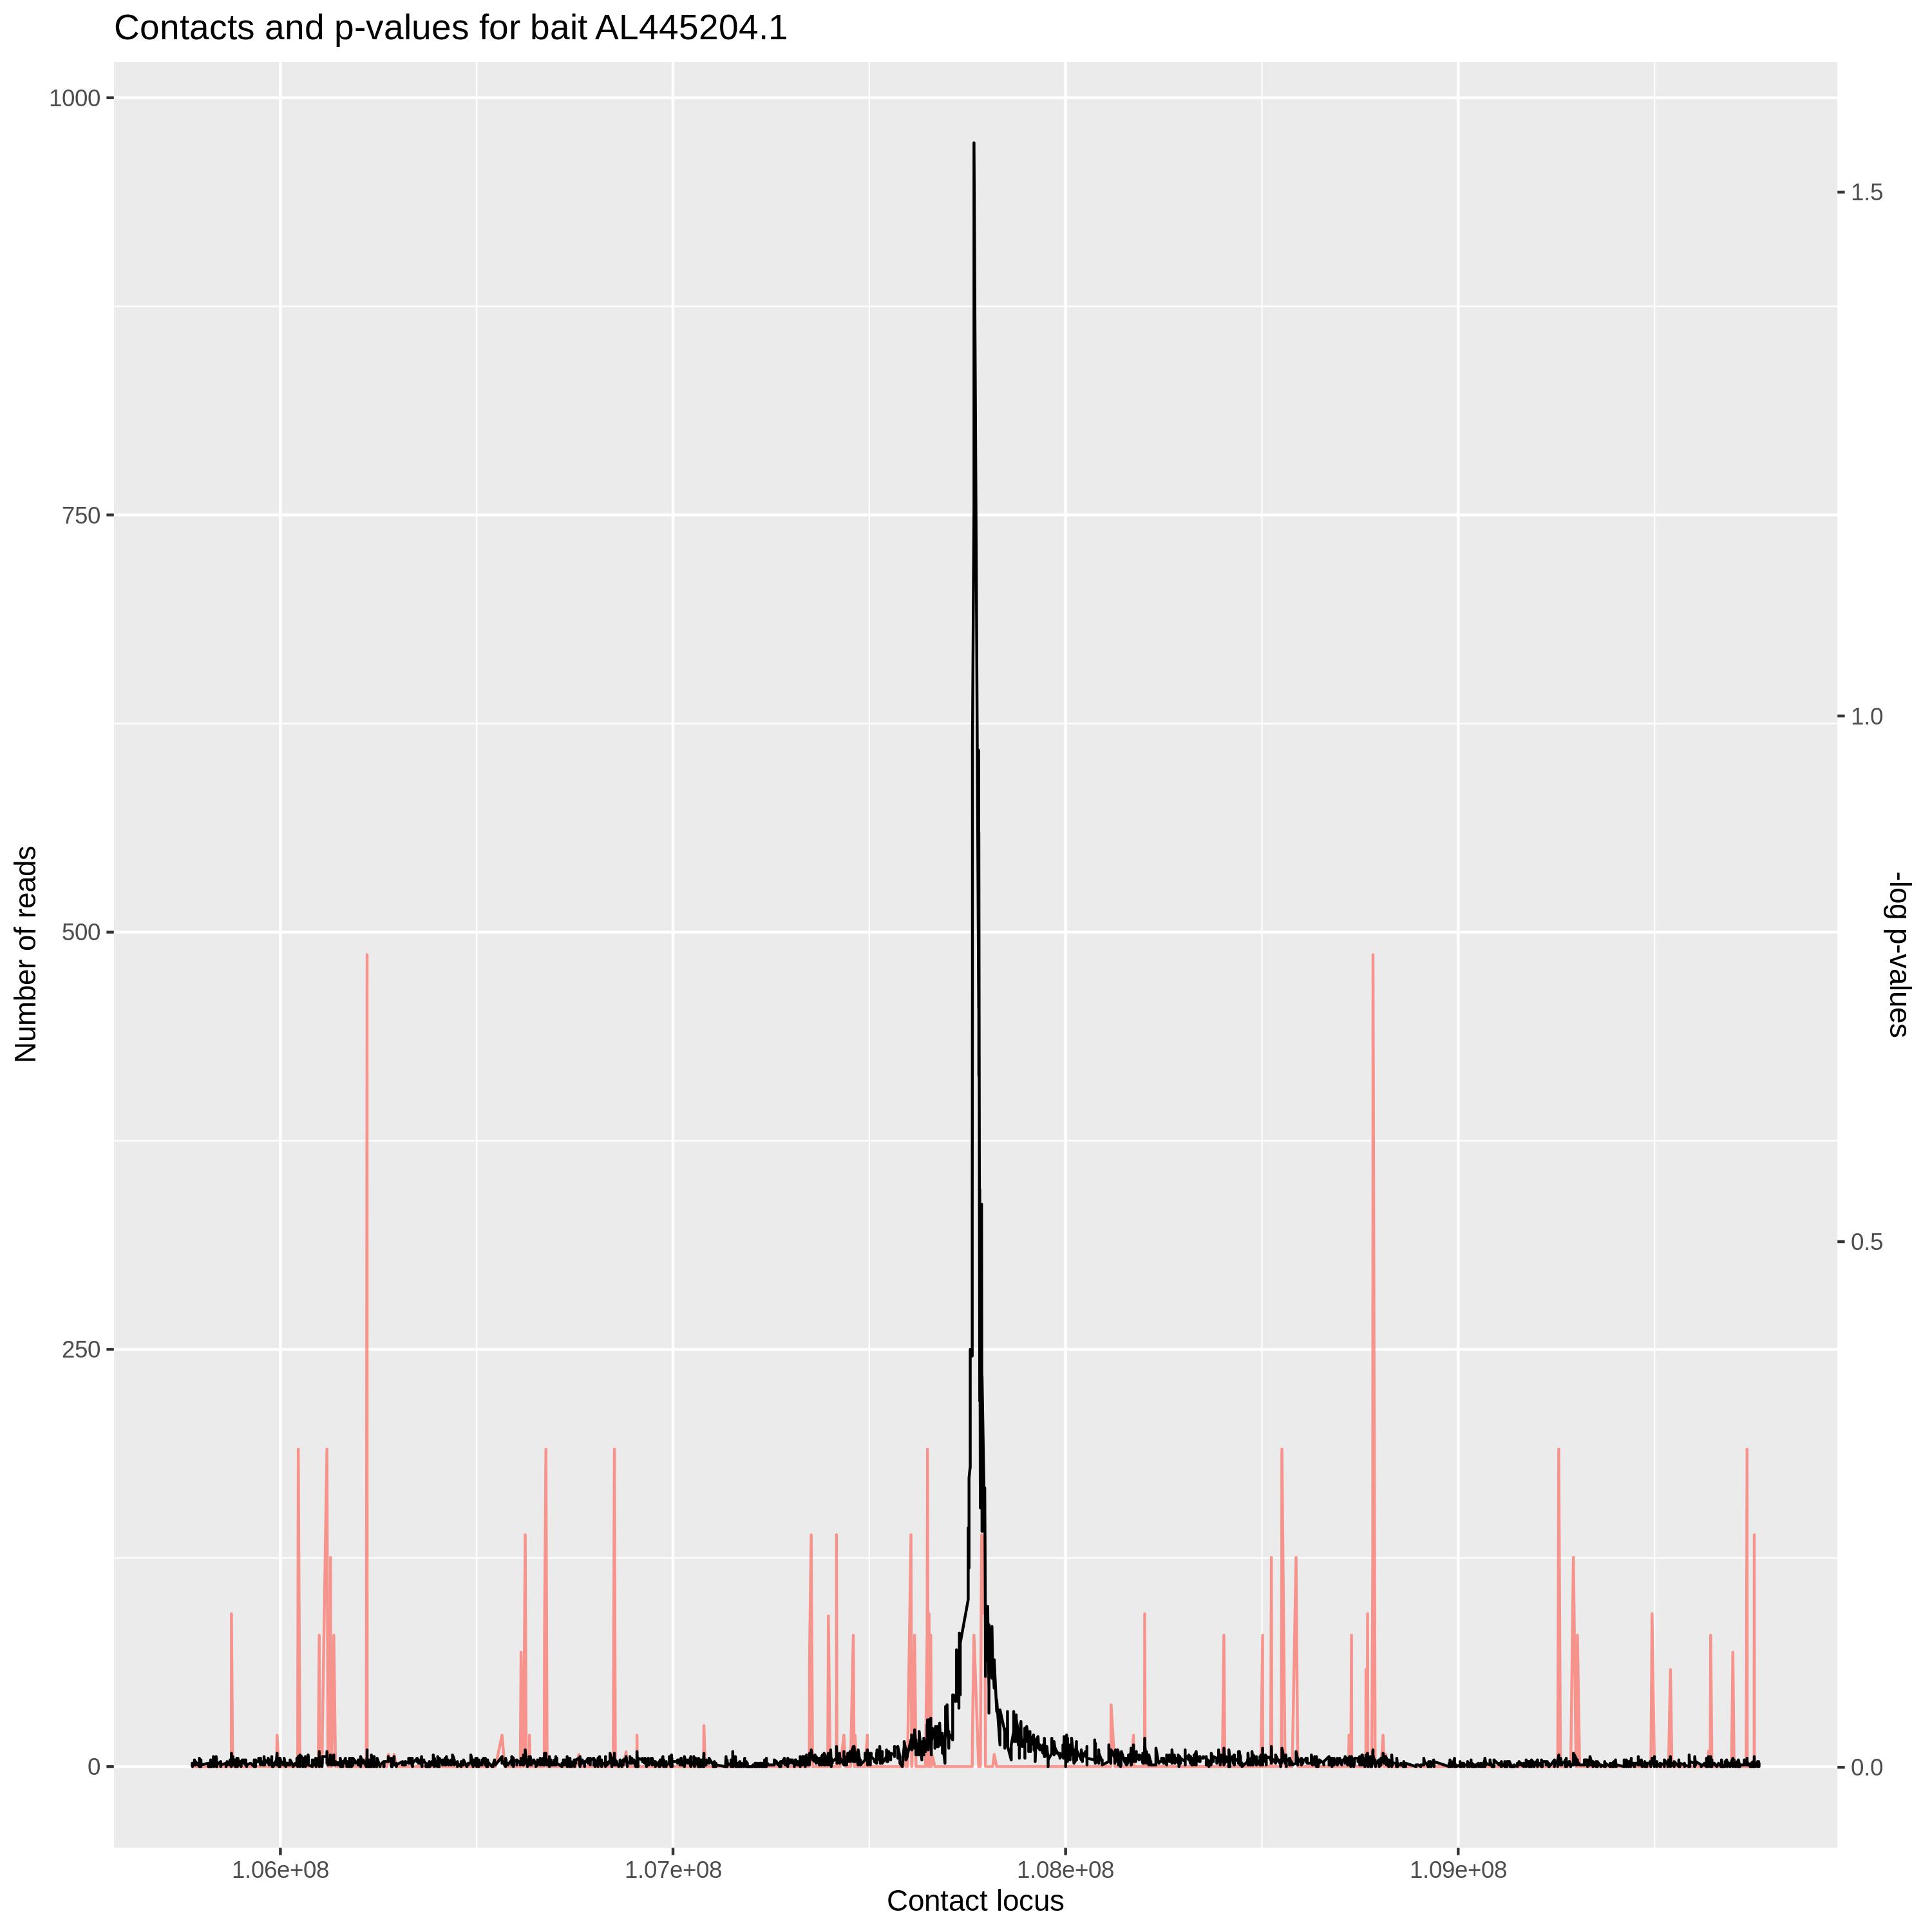 Contacts and p-values for bait AL445204.1
1000
750
500
250
0
Number of reads
1.5
1.0
0.5
0.0
-log p-values
1.06e+08 1.07e+08 1.08e+08 1.09e+08
Contact locus